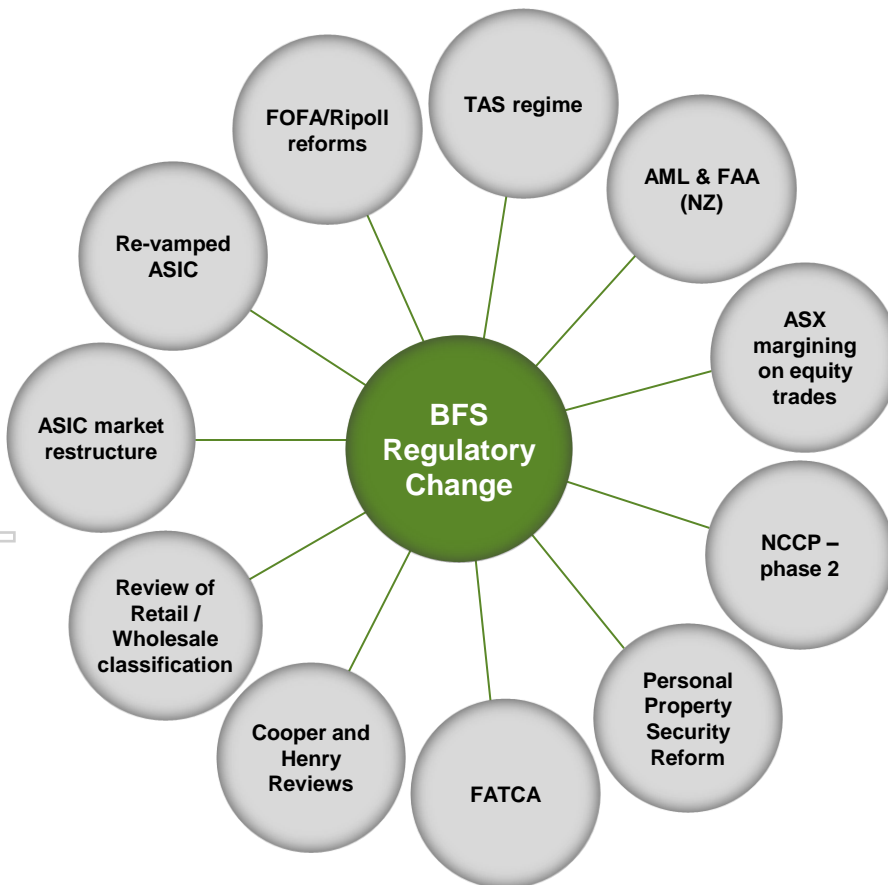 TAS regime
FOFA/Ripoll
reforms
AML & FAA
(NZ)
Re-vamped
ASIC
ASX
margining
on equity
trades
BFS
Regulatory
Change
ASIC market
restructure
NCCP –
phase 2
Review of
Retail /
Wholesale
classification
Personal
Property
Security
Reform
Cooper and
Henry
Reviews
FATCA